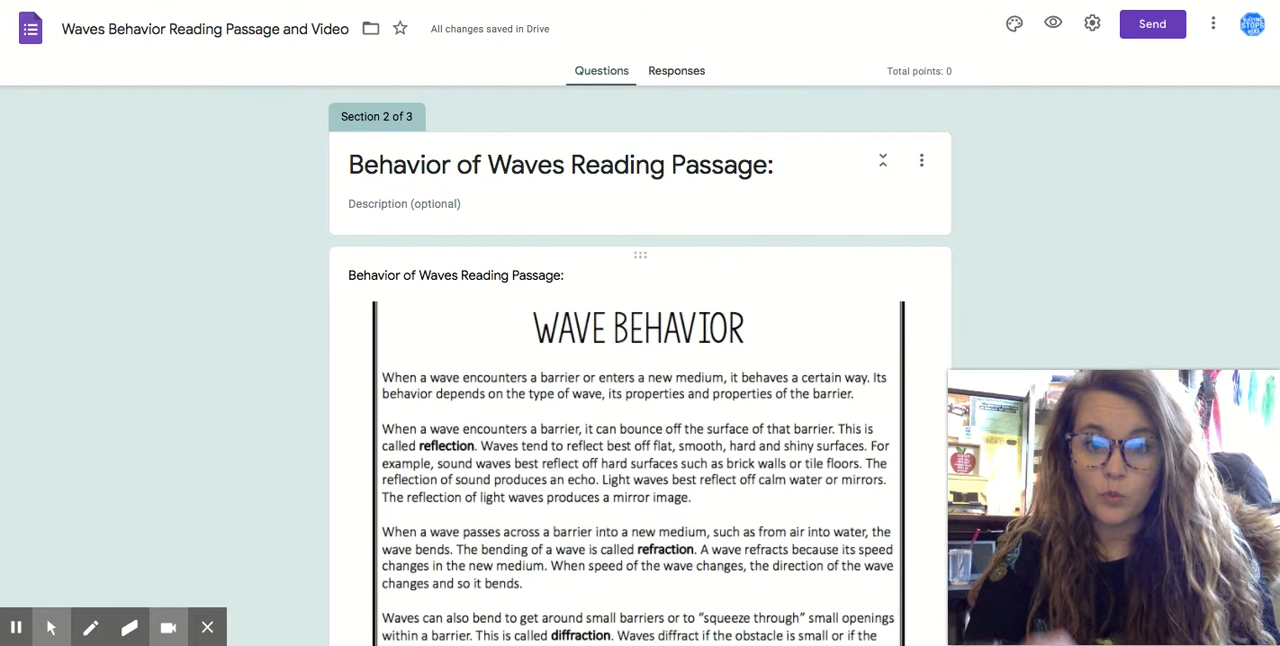 Waves Behavior Reading Passage and Video
All changes saved in Drive
Send
Questions
Responses
Total points: 0
Section 2 of 3
Behavior of Waves Reading Passage:
Description (optional)
Behavior of Waves Reading Passage:
WAVE BEHAVIOR
When a wave encounters a barrier or enters a new medium, it behaves a certain way. Its
behavior depends on the type of wave, its properties and properties of the barrier.
When a wave encounters a barrier, it can bounce off the surface of that barrier. This is
called reflection. Waves tend to reflect best off flat, smooth, hard and shiny surfaces. For
example, sound waves best reflect off hard surfaces such as brick walls or tile floors. The
reflection of sound produces an echo. Light waves best reflect off calm water or mirrors.
The reflection of light waves produces a mirror image.
When a wave passes across a barrier into a new medium, such as from air into water, the
wave bends. The bending of a wave is called refraction. A wave refracts because its speed
changes in the new medium. When speed of the wave changes, the direction of the wave
changes and so it bends.
Waves can also bend to get around small barriers or to “squeeze through” small openings
within a barrier. This is called diffraction. Waves diffract if the obstacle is small or if the